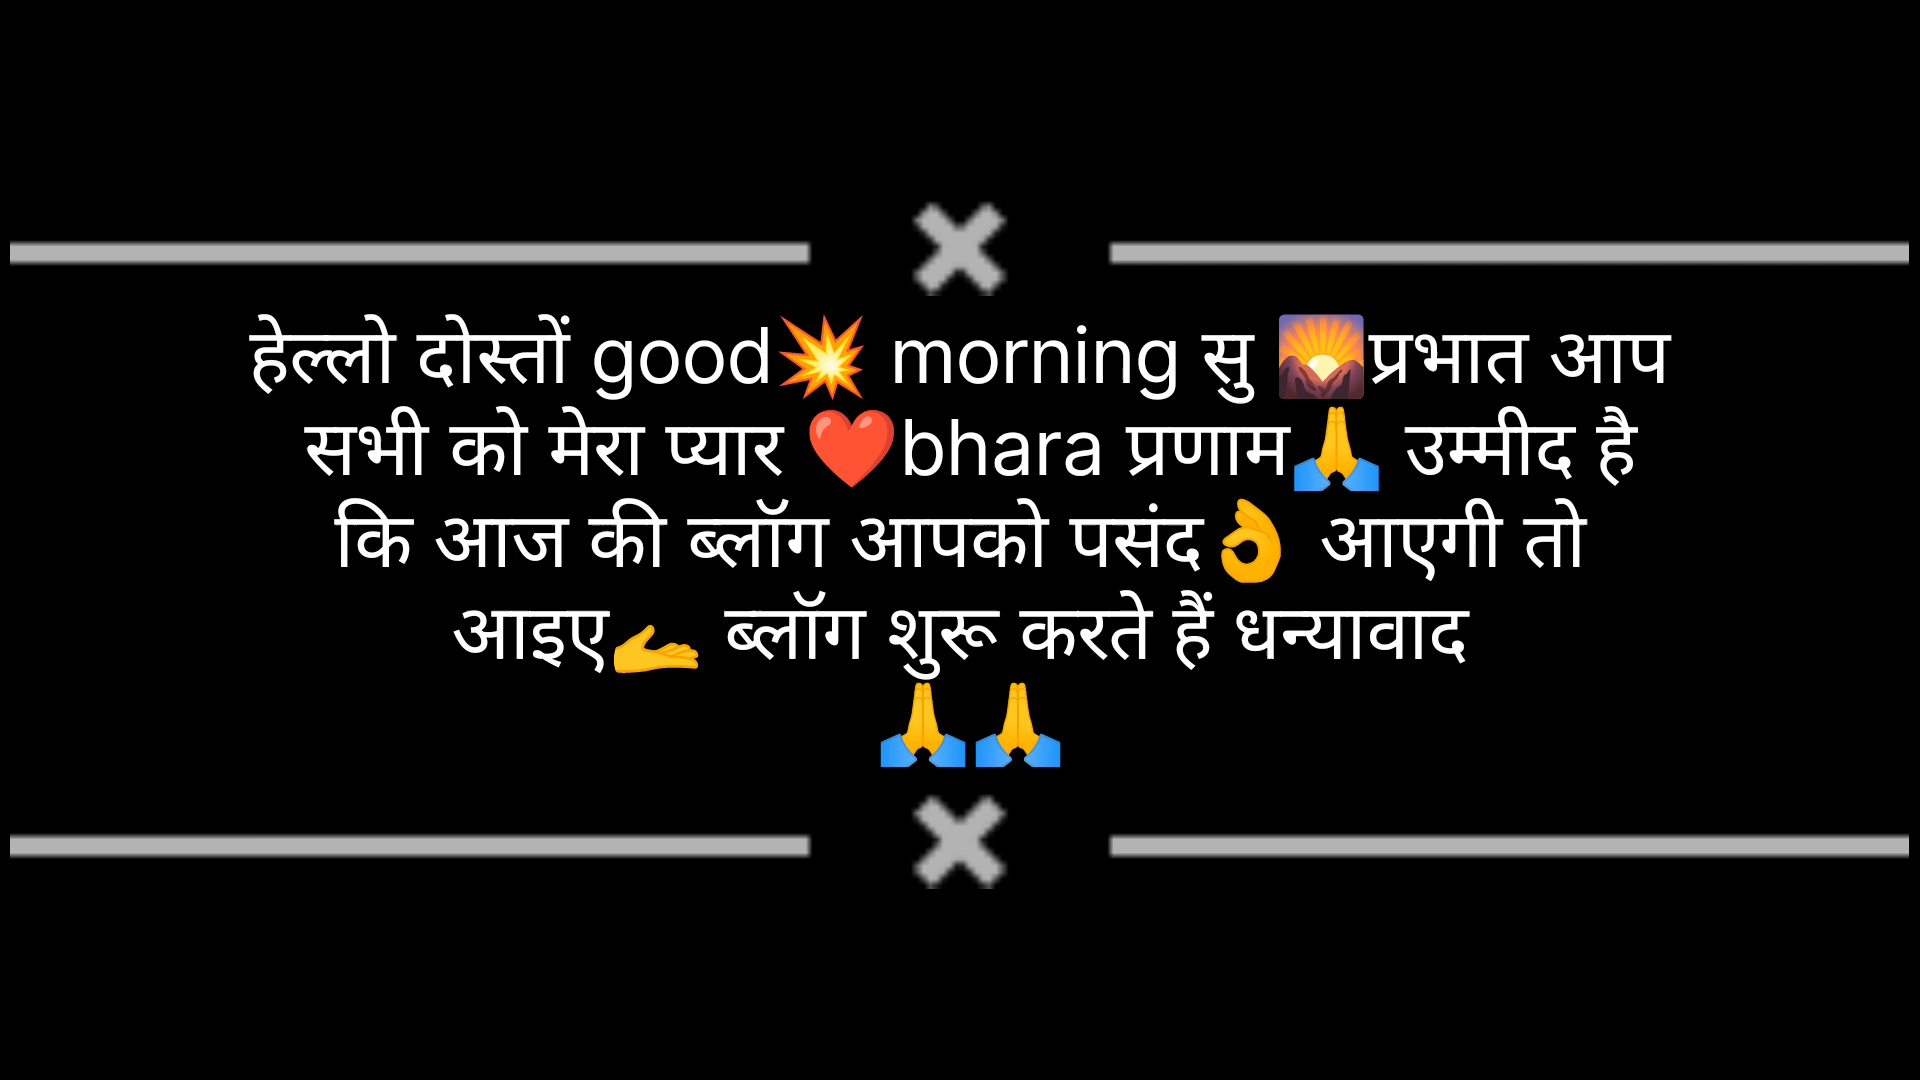 हेल्लो दोस्तों good💥 morning सु 🌄प्रभात आप
सभी को मेरा प्यार ❤️bhara प्रणाम🙏 उम्मीद है
कि आज की ब्लॉग आपको पसंद👌 आएगी तो
आइए🫴 ब्लॉग शुरू करते हैं धन्यावाद
🙏🙏